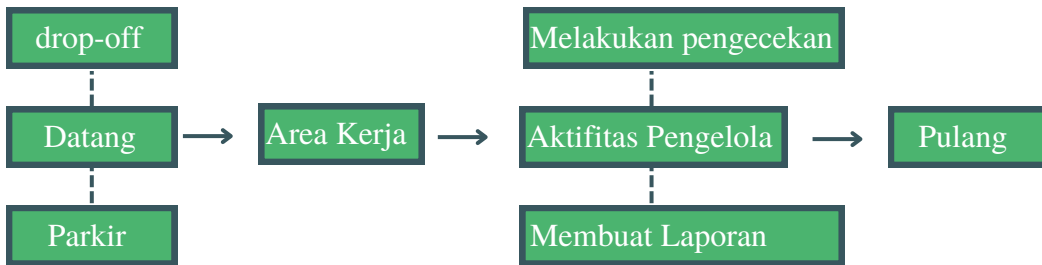 drop-off
Melakukan pengecekan
Datang
Area Kerja
Aktifitas Pengelola
Pulang
Parkir
Membuat Laporan